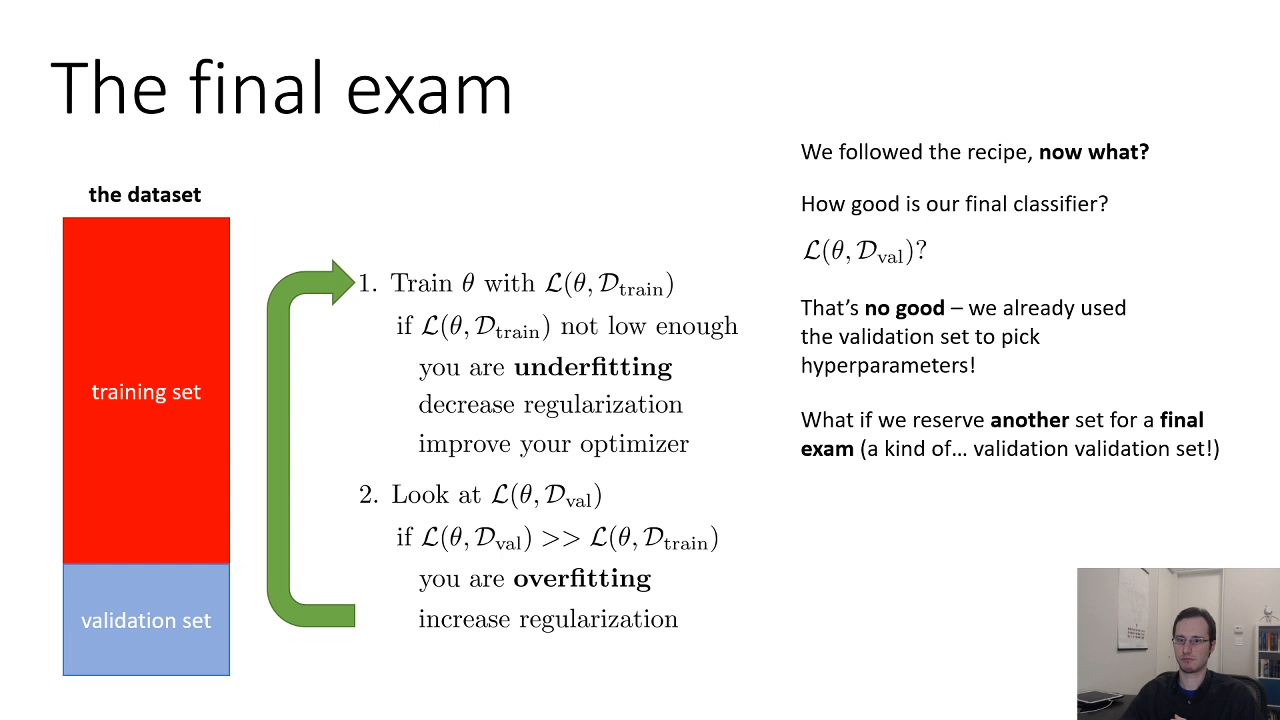 The final exam
the dataset
training set
validation set
1. Train θ with ℒ(θ, 𝒟_train)
if ℒ(θ, 𝒟_train) not low enough
you are underfitting
decrease regularization
improve your optimizer
2. Look at ℒ(θ, 𝒟_val)
if ℒ(θ, 𝒟_val) >> ℒ(θ, 𝒟_train)
you are overfitting
increase regularization
We followed the recipe, now what?
How good is our final classifier?
ℒ(θ, 𝒟_val)?
That's no good – we already used
the validation set to pick
hyperparameters!
What if we reserve another set for a final
exam (a kind of… validation validation set!)